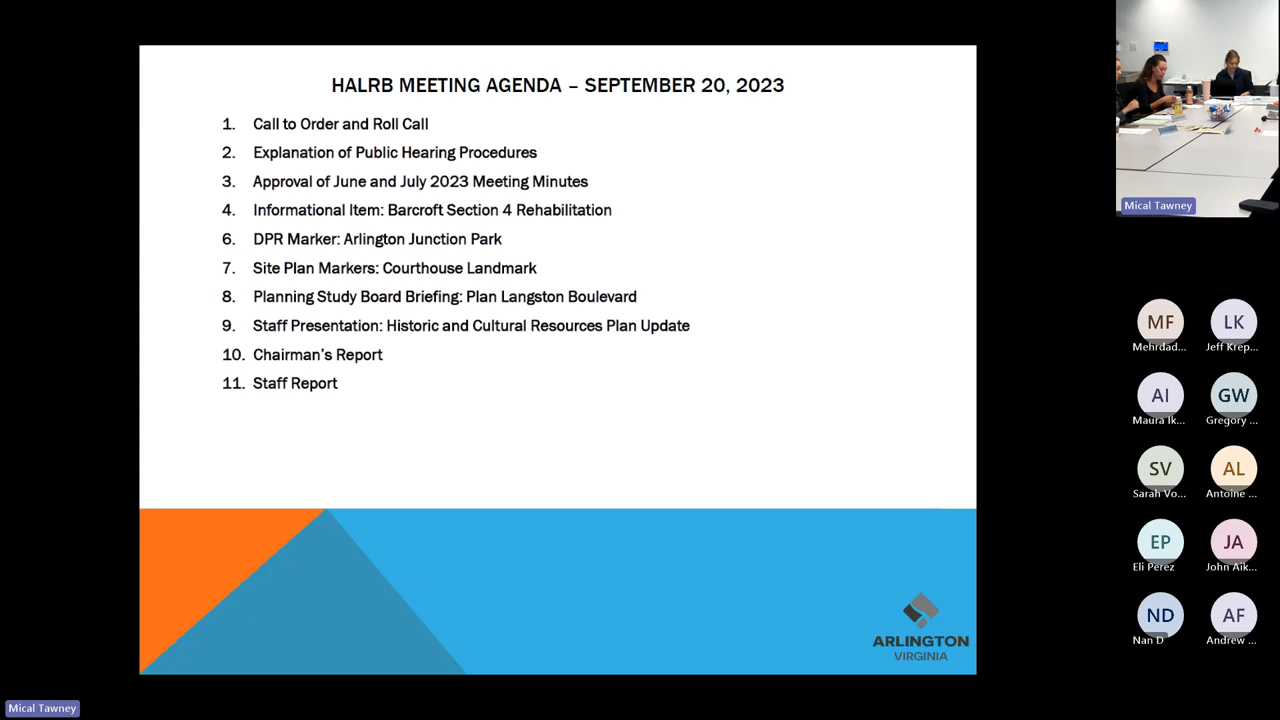 HALRB MEETING AGENDA – SEPTEMBER 20, 2023
1. Call to Order and Roll Call
2. Explanation of Public Hearing Procedures
3. Approval of June and July 2023 Meeting Minutes
4. Informational Item: Barcroft Section 4 Rehabilitation
6. DPR Marker: Arlington Junction Park
7. Site Plan Markers: Courthouse Landmark
8. Planning Study Board Briefing: Plan Langston Boulevard
9. Staff Presentation: Historic and Cultural Resources Plan Update
10. Chairman's Report
11. Staff Report
ARLINGTON
VIRGINIA
Mical Tawney
MF LK
Mehrdad... Jeff Krep...
AI GW
Maura Ik... Gregory ...
SV AL
Sarah Vo... Antoine ...
EP JA
Eli Perez John Aik...
ND AF
Nan D Andrew ...
Mical Tawney